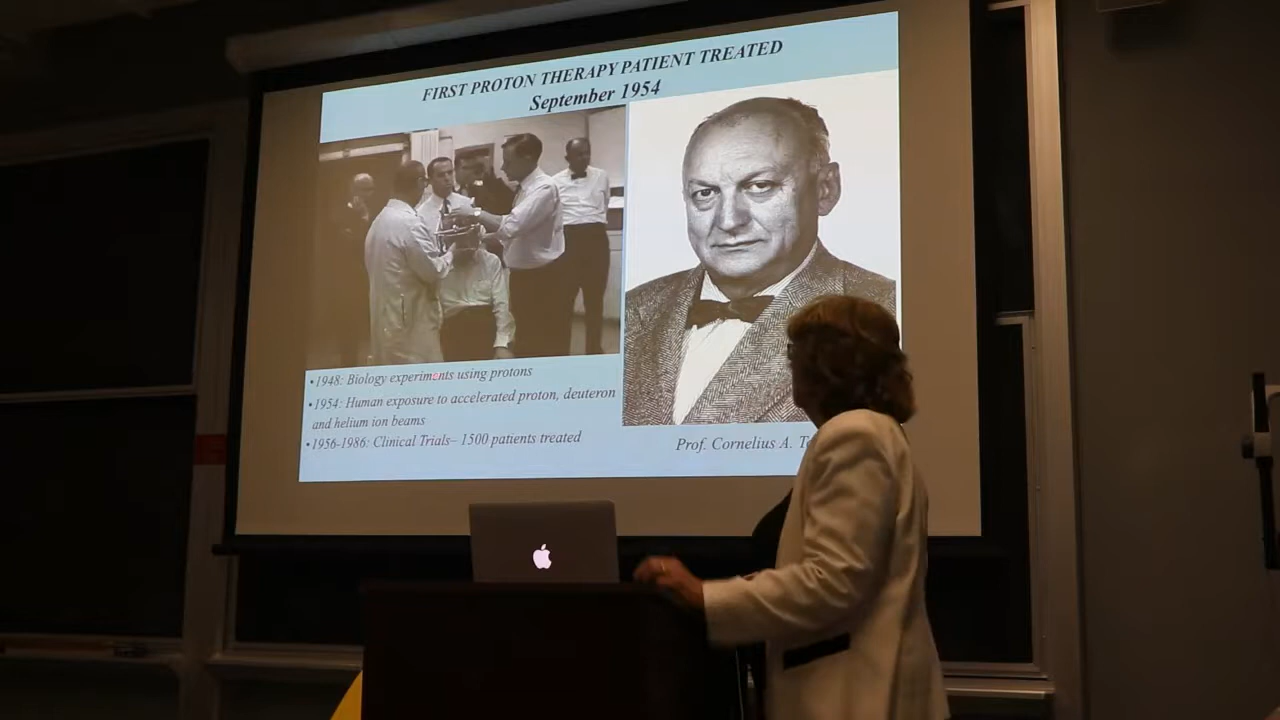 FIRST PROTON THERAPY PATIENT TREATED
September 1954
•1948: Biology experiments using protons
•1954: Human exposure to accelerated proton, deuteron
and helium ion beams
•1956-1986: Clinical Trials– 1500 patients treated
Prof. Cornelius A.